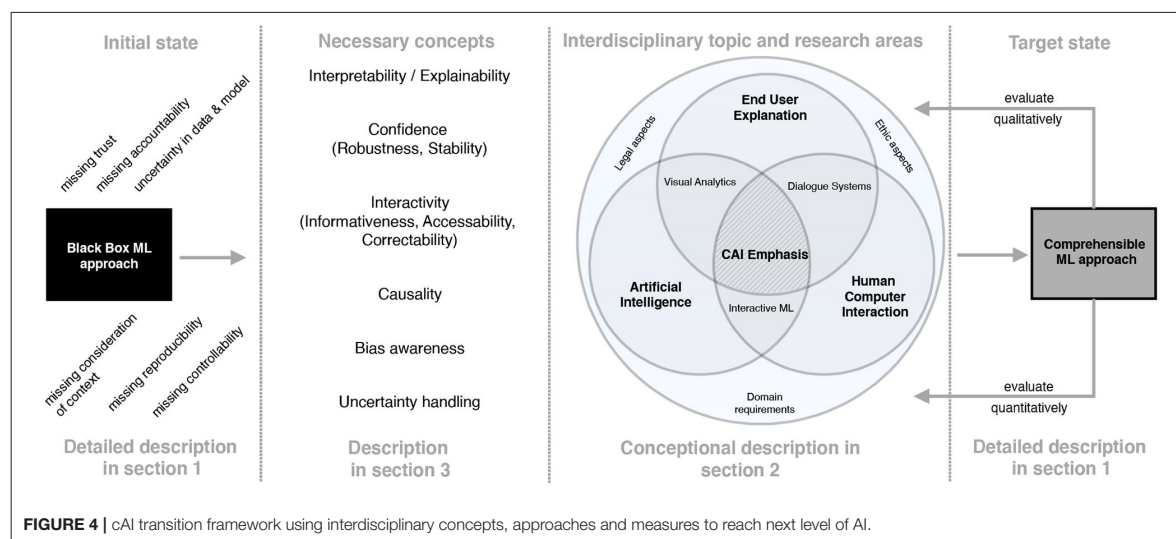 Initial state
missing trust
missing accountability
uncertainty in data & model
Black Box ML
approach
missing consideration
of context
missing reproducibility
missing controllability
Detailed description
in section 1
Necessary concepts
Interpretability / Explainability
Confidence
(Robustness, Stability)
Interactivity
(Informativeness, Accessability,
Correctability)
Causality
Bias awareness
Uncertainty handling
Description
in section 3
Interdisciplinary topic and research areas
End User
Explanation
Legal aspects
Ethic aspects
Visual Analytics
Dialogue Systems
CAI Emphasis
Artificial
Intelligence
Human
Computer
Interaction
Interactive ML
Domain
requirements
Conceptional description in
section 2
Target state
evaluate
qualitatively
Comprehensible
ML approach
evaluate
quantitatively
Detailed description
in section 1
FIGURE 4 | cAI transition framework using interdisciplinary concepts, approaches and measures to reach next level of AI.